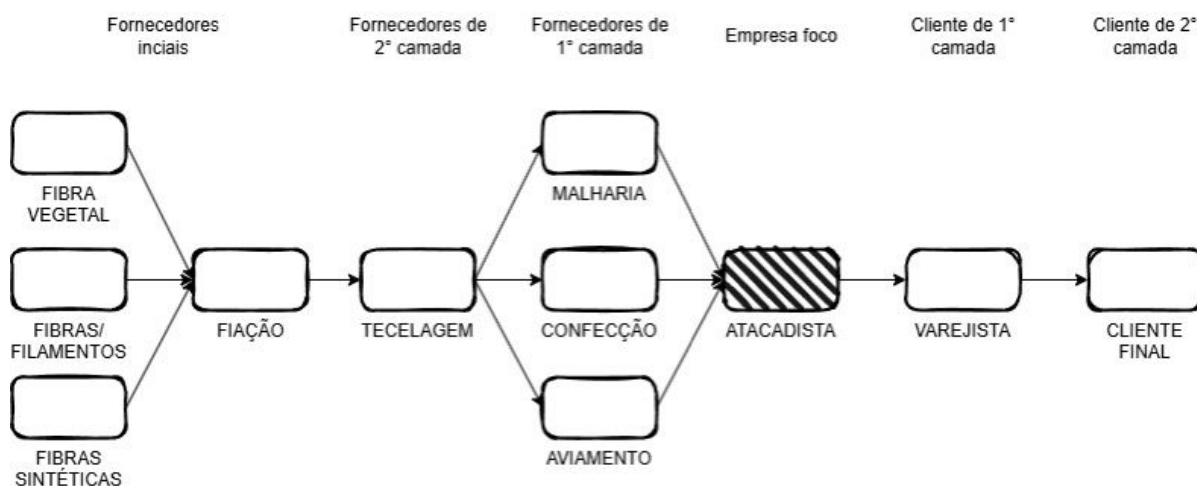 Fornecedores
inciais
Fornecedores de
2° camada
Fornecedores de
1° camada
Empresa foco
Cliente de 1°
camada
Cliente de 2°
camada
FIBRA
VEGETAL
MALHARIA
FIBRAS/
FILAMENTOS
FIAÇÃO
TECELAGEM
CONFECÇÃO
ATACADISTA
VAREJISTA
CLIENTE
FINAL
FIBRAS
SINTÉTICAS
AVIAMENTO